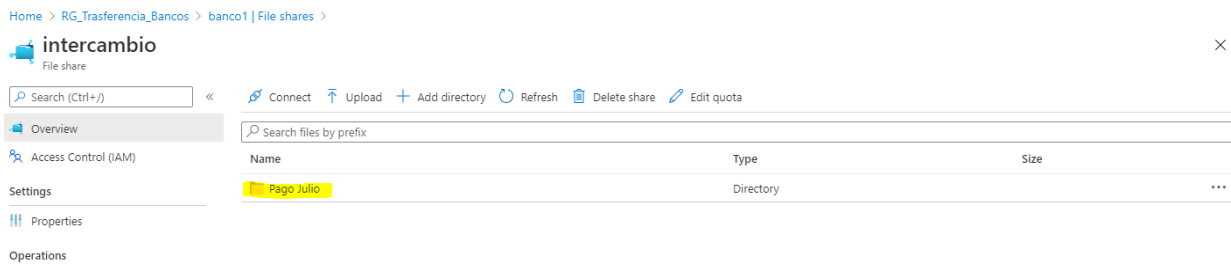 Home > RG_Trasferencia_Bancos > banco1 | File shares >
intercambio
File share
Search (Ctrl+/) «
Connect Upload Add directory Refresh Delete share Edit quota
Overview
Search files by prefix
Access Control (IAM)
Name Type Size
Settings
Pago Julio Directory ...
Properties
Operations